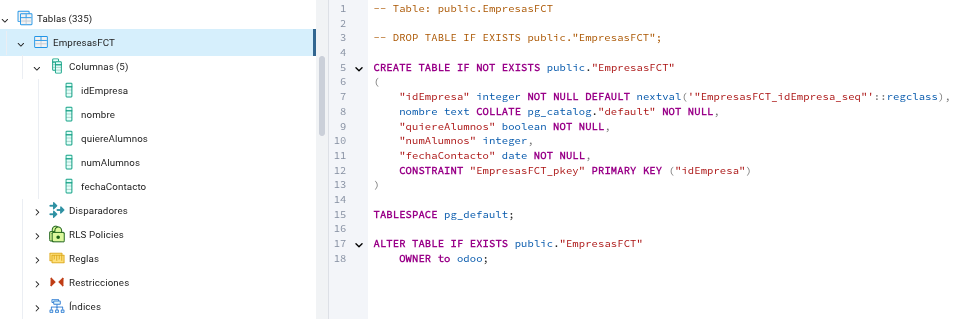 Tablas (335)
EmpresasFCT
Columnas (5)
idEmpresa
nombre
quiereAlumnos
numAlumnos
fechaContacto
Disparadores
RLS Policies
Reglas
Restricciones
Índices
1 -- Table: public.EmpresasFCT
2
3 -- DROP TABLE IF EXISTS public."EmpresasFCT";
4
5 CREATE TABLE IF NOT EXISTS public."EmpresasFCT"
6 (
7 "idEmpresa" integer NOT NULL DEFAULT nextval('"EmpresasFCT_idEmpresa_seq"'::regclass),
8 nombre text COLLATE pg_catalog."default" NOT NULL,
9 "quiereAlumnos" boolean NOT NULL,
10 "numAlumnos" integer,
11 "fechaContacto" date NOT NULL,
12 CONSTRAINT "EmpresasFCT_pkey" PRIMARY KEY ("idEmpresa")
13 )
14
15 TABLESPACE pg_default;
16
17 ALTER TABLE IF EXISTS public."EmpresasFCT"
18 OWNER to odoo;